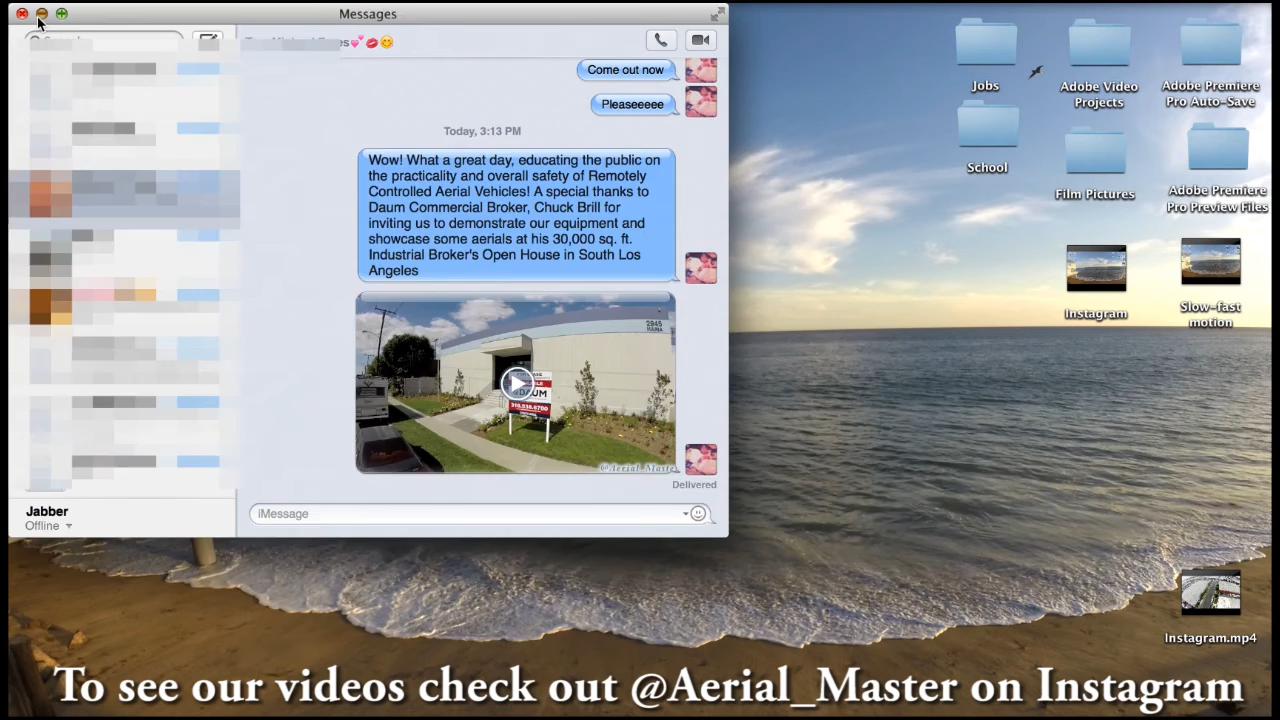 Messages
Come out now
Pleaseeeee
Today, 3:13 PM
Wow! What a great day, educating the public on
the practicality and overall safety of Remotely
Controlled Aerial Vehicles! A special thanks to
Daum Commercial Broker, Chuck Brill for
inviting us to demonstrate our equipment and
showcase some aerials at his 30,000 sq. ft.
Industrial Broker's Open House in South Los
Angeles
2945
DAUM
@Aerial_Master
Delivered
iMessage
Jabber
Offline
Jobs
Adobe Video
Projects
Adobe Premiere
Pro Auto-Save
School
Film Pictures
Adobe Premiere
Pro Preview Files
Instagram
Slow-fast
motion
Instagram.mp4
To see our videos check out @Aerial_Master on Instagram